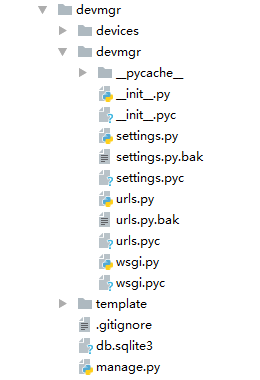 devmgr
devices
devmgr
__pycache__
__init__.py
__init__.pyc
settings.py
settings.py.bak
settings.pyc
urls.py
urls.py.bak
urls.pyc
wsgi.py
wsgi.pyc
template
.gitignore
db.sqlite3
manage.py